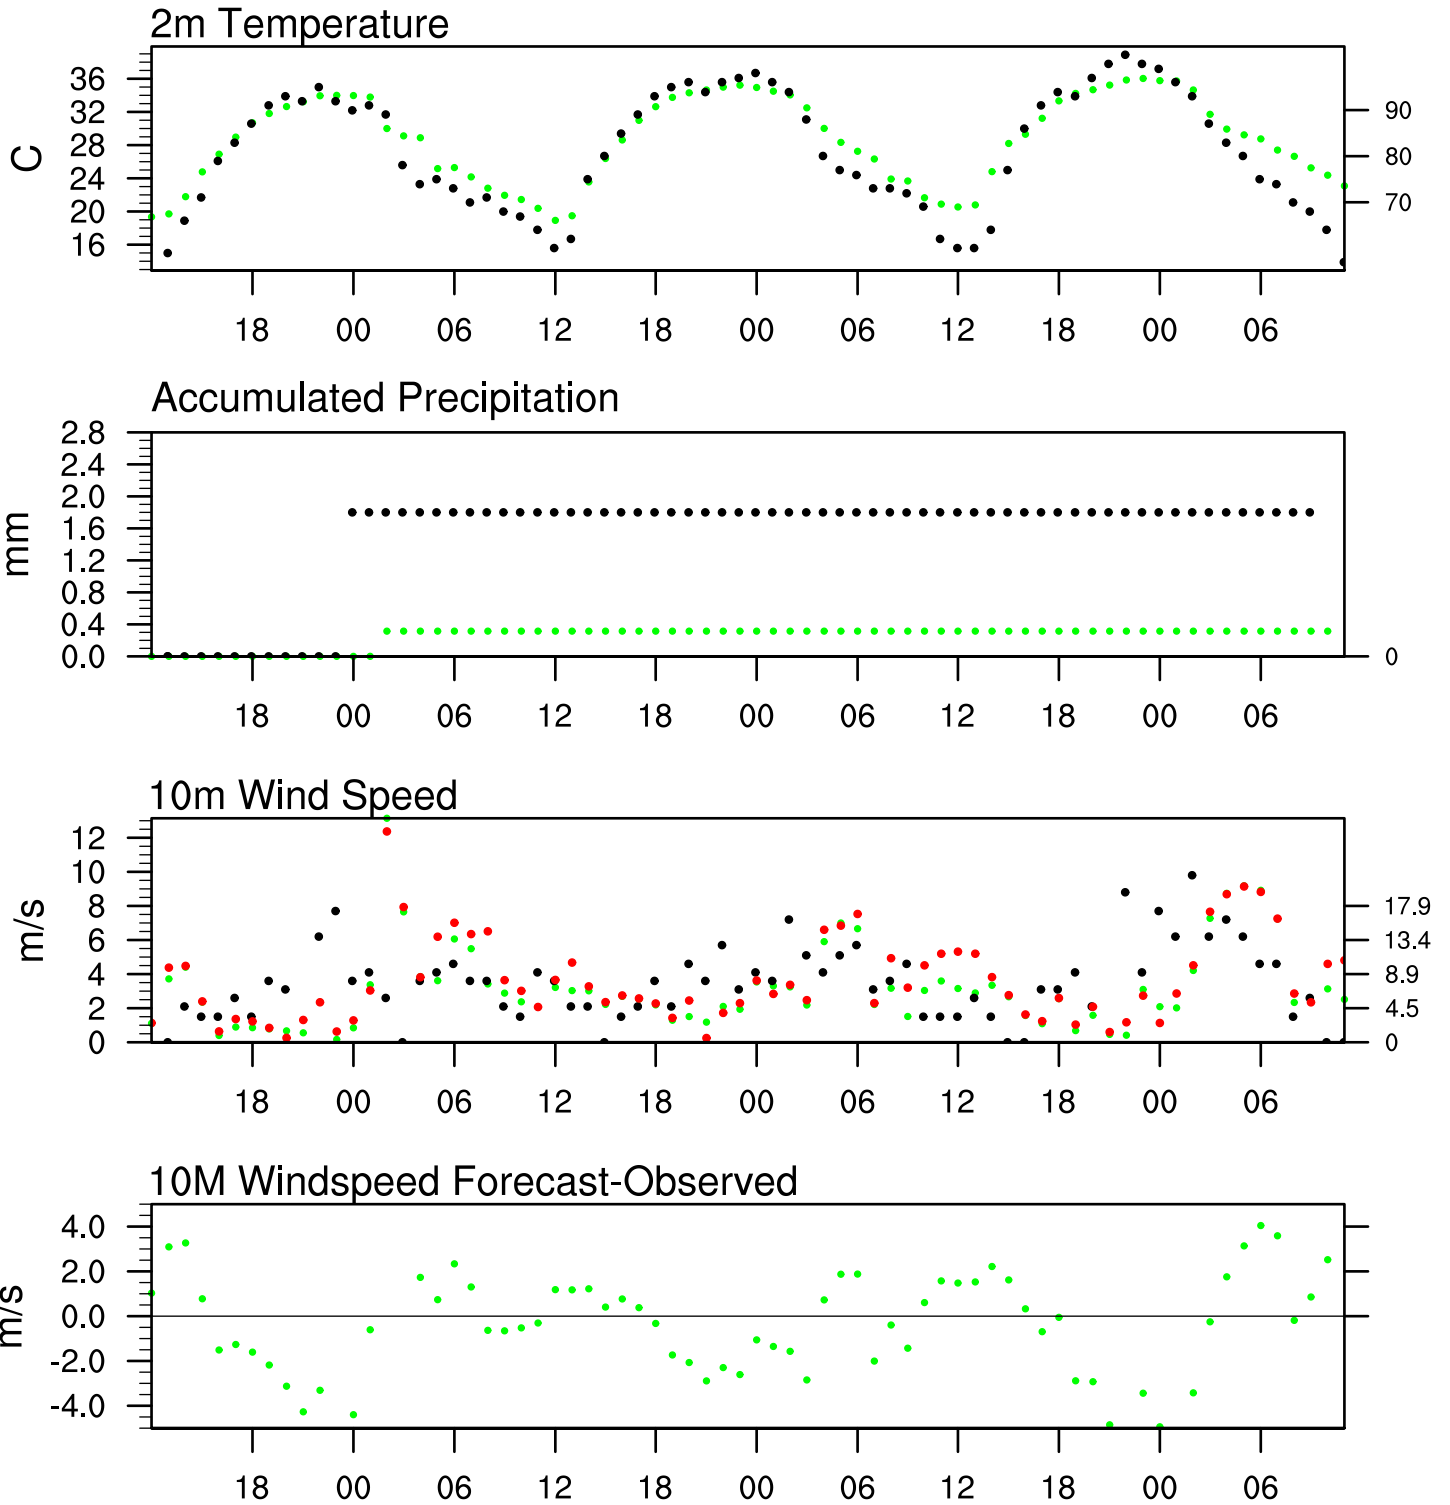 2m Temperature
36
32
28
24
20
16
C
90
80
70
18 00 06 12 18 00 06 12 18 00 06
Accumulated Precipitation
2.8
2.4
2.0
1.6
1.2
0.8
0.4
0.0
mm
0
18 00 06 12 18 00 06 12 18 00 06
10m Wind Speed
12
10
8
6
4
2
0
m/s
17.9
13.4
8.9
4.5
0
18 00 06 12 18 00 06 12 18 00 06
10M Windspeed Forecast-Observed
4.0
2.0
0.0
-2.0
-4.0
m/s
18 00 06 12 18 00 06 12 18 00 06